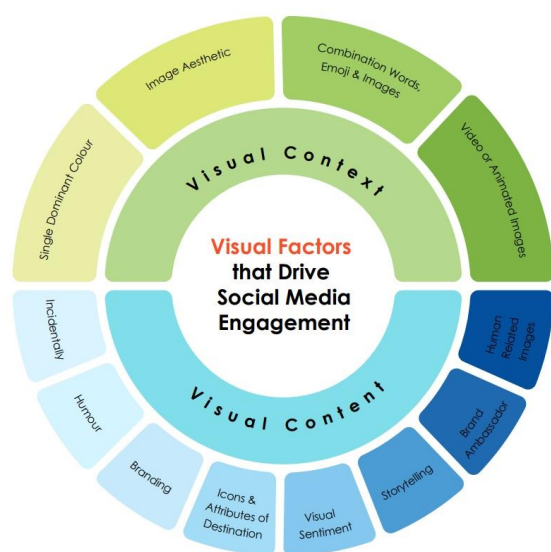 Visual Factors
that Drive
Social Media
Engagement
Visual Context
Single Dominant Colour
Image Aesthetic
Combination Words,
Emoji & Images
Video or Animated Images
Visual Content
Incidentally
Humour
Branding
Icons &
Attributes of
Destination
Visual
Sentiment
Storytelling
Brand
Ambassador
Human
Related
Images